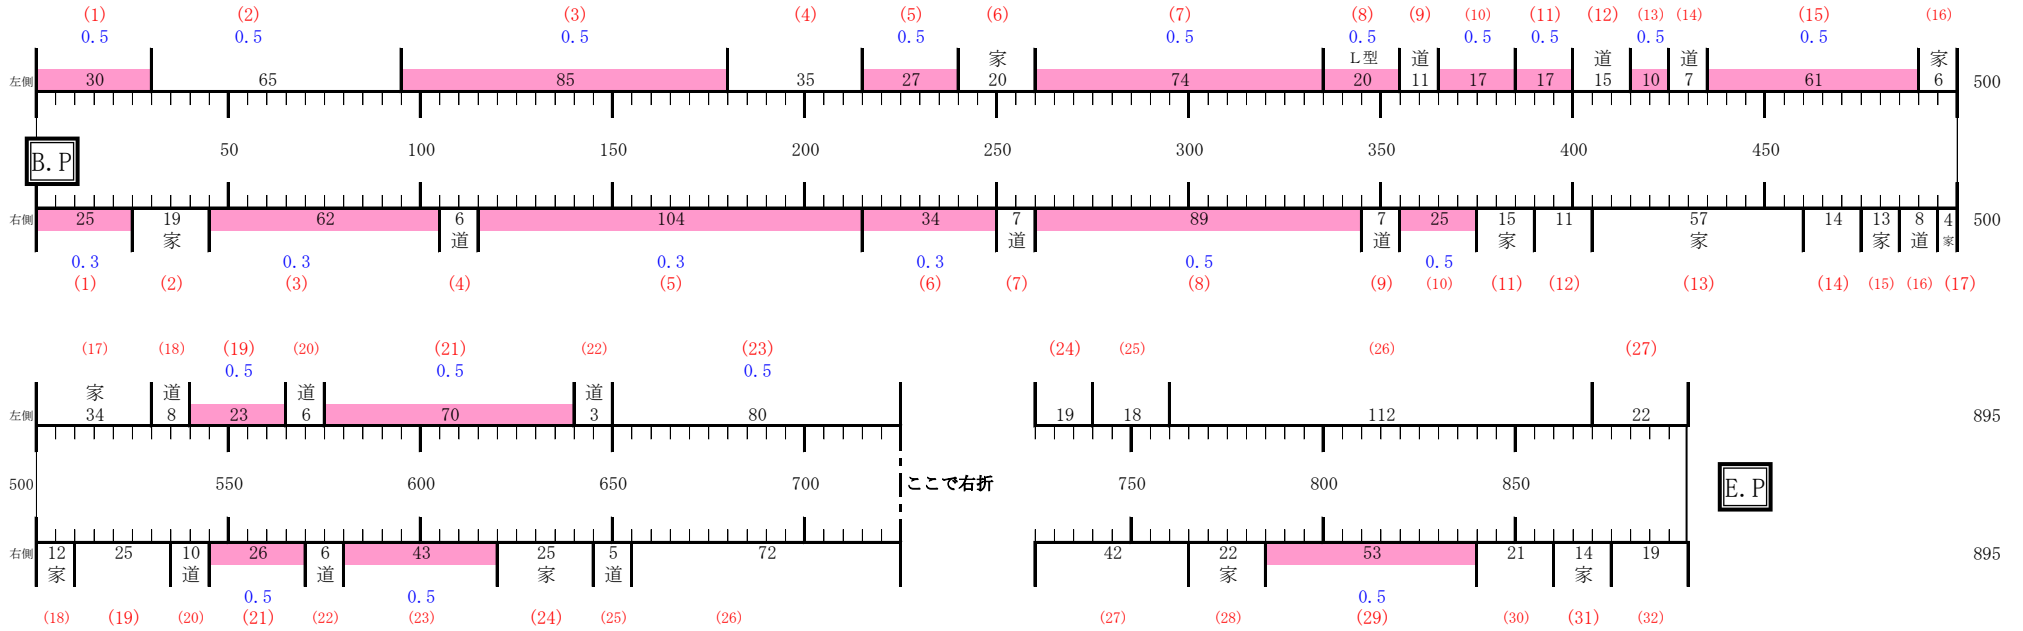 (1) (2) (3) (4) (5) (6) (7) (8) (9) (10) (11) (12) (13) (14) (15) (16)
0.5 0.5 0.5 0.5 0.5 0.5 0.5 0.5 0.5 0.5
家 L型 道 道 道 家
左側 30 65 85 35 27 20 74 20 11 17 17 15 10 7 61 6 500
B.P 50 100 150 200 250 300 350 400 450
右側 25 19 62 6 104 34 7 89 7 25 15 11 57 14 13 8 4 500
家 道 道 道 家 家 家 道 家
0.3 0.3 0.3 0.3 0.5 0.5
(1) (2) (3) (4) (5) (6) (7) (8) (9) (10) (11) (12) (13) (14) (15) (16) (17)
(17) (18) (19) (20) (21) (22) (23) (24) (25) (26) (27)
0.5 0.5 0.5
家 道 道 道
左側 34 8 23 6 70 3 80 19 18 112 22 895
500 550 600 650 700 ここで右折 750 800 850 E.P
右側 12 25 10 26 6 43 25 5 72 42 22 53 21 14 19 895
家 道 道 家 道 家 家
0.5 0.5 0.5
(18) (19) (20) (21) (22) (23) (24) (25) (26) (27) (28) (29) (30) (31) (32)